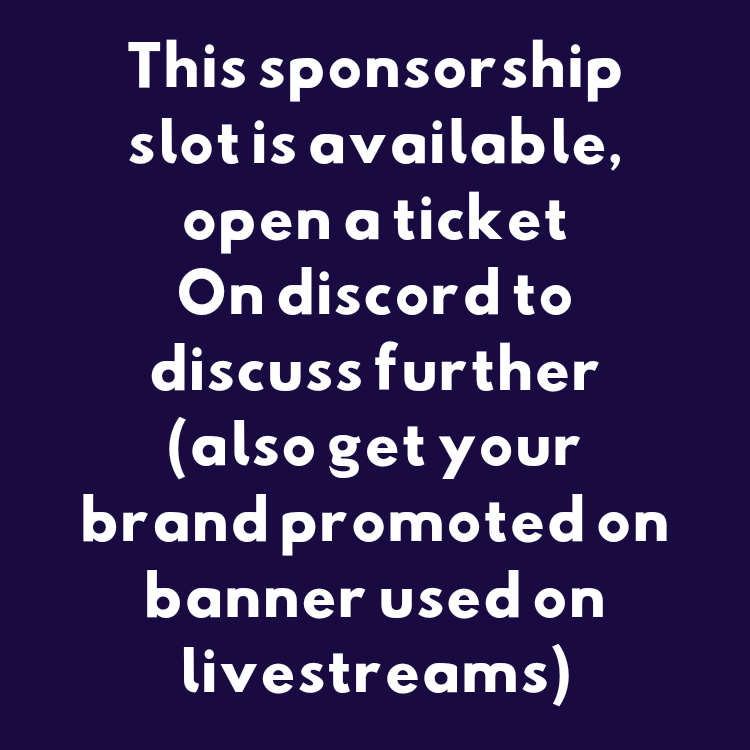 This sponsorship
slot is available,
open a ticket
On discord to
discuss further
(also get your
brand promoted on
banner used on
livestreams)